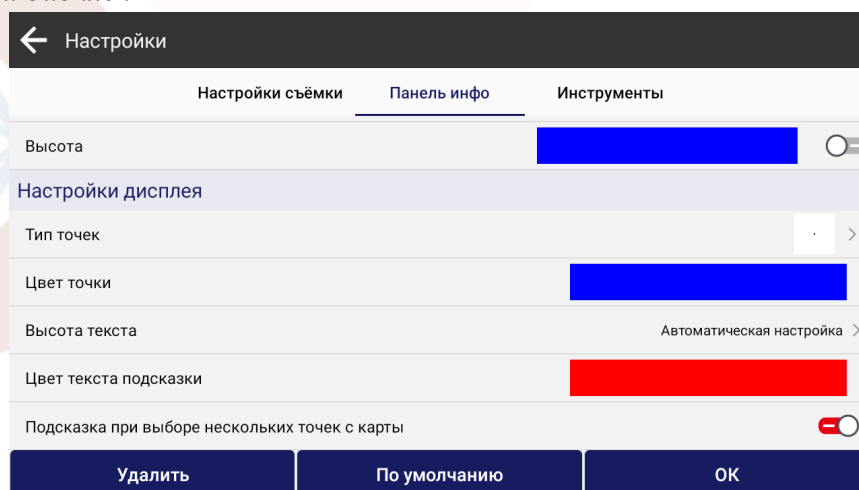 Настройки
Настройки съёмки Панель инфо Инструменты
Высота
Настройки дисплея
Тип точек
Цвет точки
Высота текста Автоматическая настройка
Цвет текста подсказки
Подсказка при выборе нескольких точек с карты
Удалить По умолчанию ОК